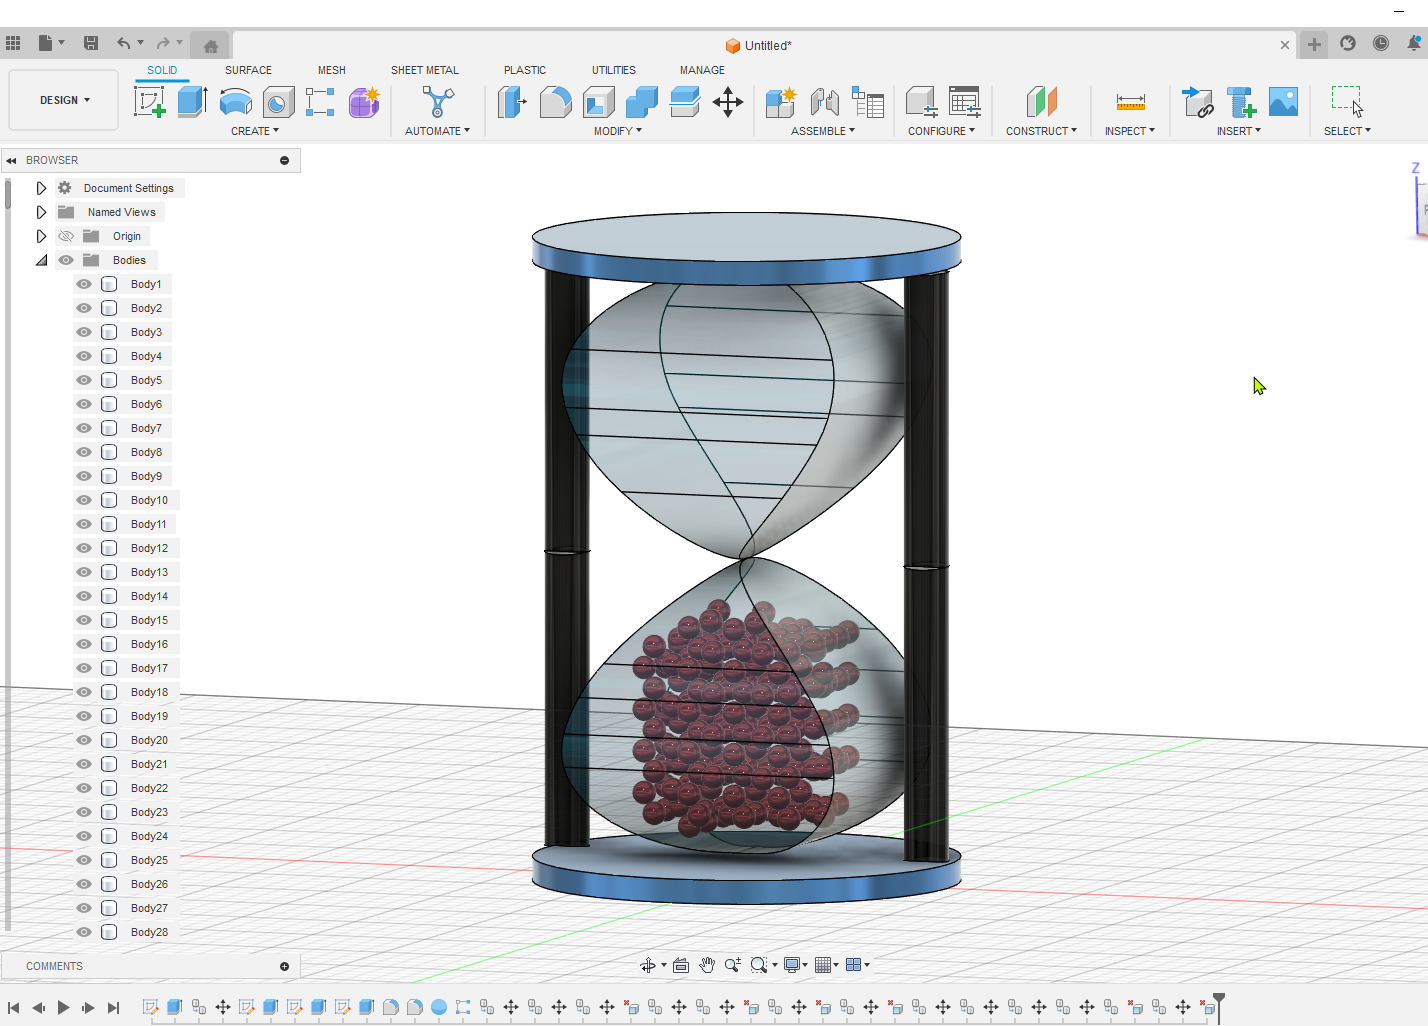 Untitled*
SOLID SURFACE MESH SHEET METAL PLASTIC UTILITIES MANAGE
DESIGN
CREATE AUTOMATE MODIFY ASSEMBLE CONFIGURE CONSTRUCT INSPECT INSERT SELECT
BROWSER
Z
Document Settings
Named Views
Origin
Bodies
Body1
Body2
Body3
Body4
Body5
Body6
Body7
Body8
Body9
Body10
Body11
Body12
Body13
Body14
Body15
Body16
Body17
Body18
Body19
Body20
Body21
Body22
Body23
Body24
Body25
Body26
Body27
Body28
COMMENTS